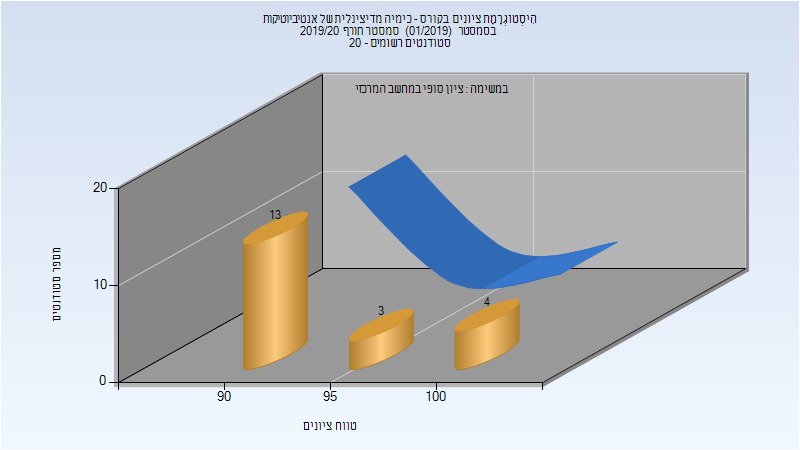 היסטוגרמת ציונים בקורס - כימיה מדיצינלית של אנטיביוטיקות
בסמסטר (01/2019) סמסטר חורף 2019/20
סטודנטים רשומים - 20
במשימה : ציון סופי במחשב המרכזי
20
13
10
3
4
0
90
95
100
מספר סטודנטים
טווח ציונים